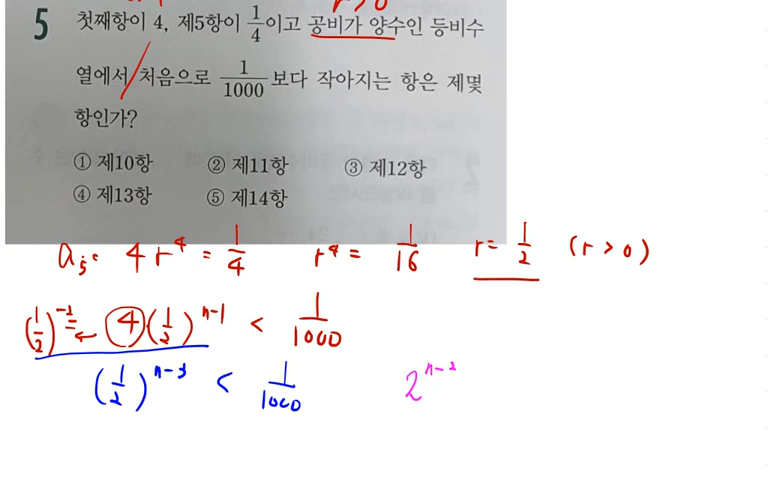 r>0
5 첫째항이 4, 제5항이 1/4이고 공비가 양수인 등비수
열에서 처음으로 1/1000보다 작아지는 항은 제몇
항인가?
① 제10항 ② 제11항 ③ 제12항
④ 제13항 ⑤ 제14항
a₅= 4r⁴ = 1/4 r⁴ = 1/16 r= 1/2 (r>0)
(1/2)⁻²= ← 4(1/2)ⁿ⁻¹ < 1/1000
(1/2)ⁿ⁻³ < 1/1000 2ⁿ⁻²